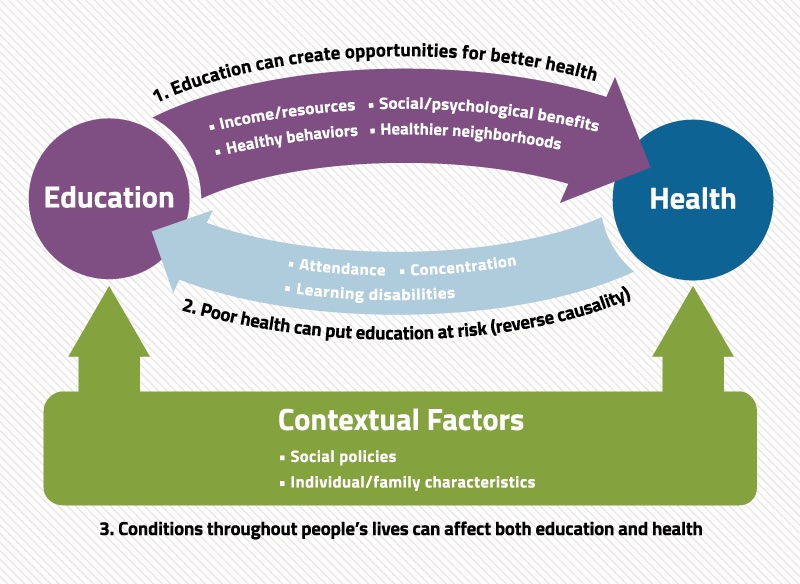 1. Education can create opportunities for better health
▪ Income/resources ▪ Social/psychological benefits
▪ Healthy behaviors ▪ Healthier neighborhoods
Education
Health
▪ Attendance ▪ Concentration
▪ Learning disabilities
2. Poor health can put education at risk (reverse causality)
Contextual Factors
▪ Social policies
▪ Individual/family characteristics
3. Conditions throughout people’s lives can affect both education and health